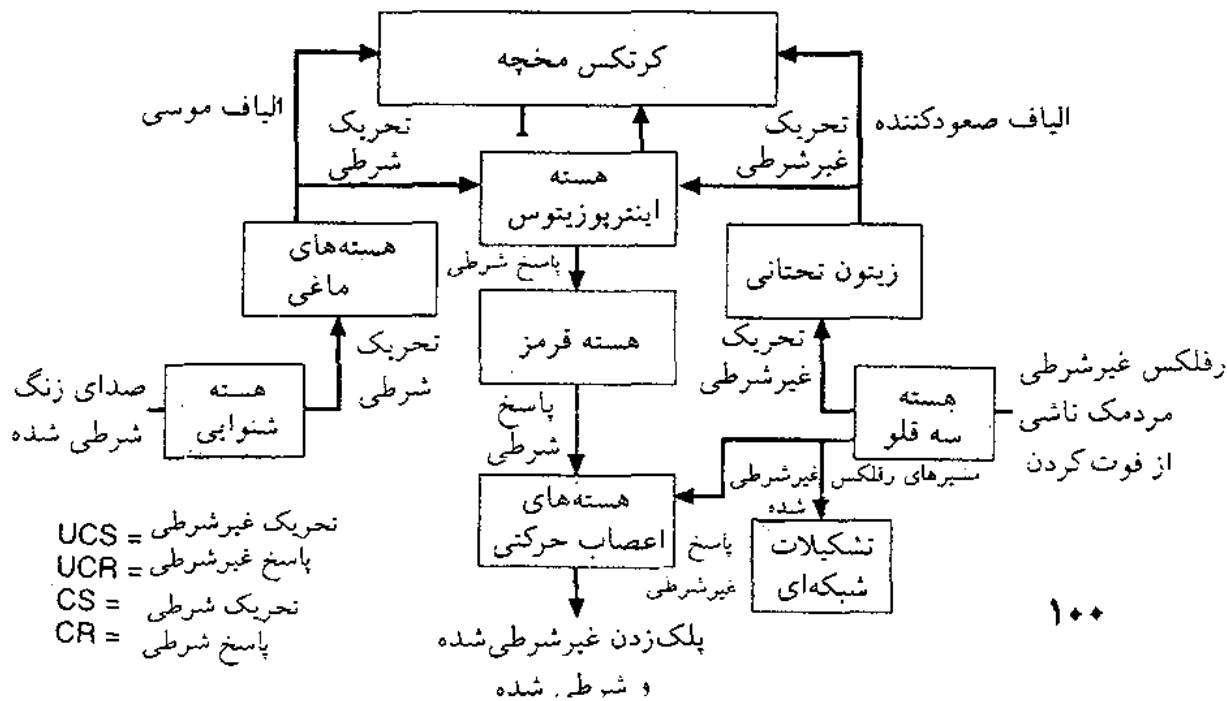 کرتکس مخچه
الیاف موسی
الیاف صعودکننده
تحریک
شرطی
تحریک
غیرشرطی
هسته
اینترپوزیتوس
هسته‌های
ماغی
زیتون تحتانی
پاسخ شرطی
هسته قرمز
تحریک
شرطی
تحریک
غیرشرطی
صدای زنگ
شرطی شده
هسته
شنوایی
هسته
سه قلو
رفلکس غیرشرطی
مردمک ناشی
از فوت کردن
پاسخ
شرطی
مسیرهای رفلکس غیرشرطی
شده
هسته‌های
اعصاب حرکتی
پاسخ
غیرشرطی
تشکیلات
شبکه‌ای
UCS = تحریک غیرشرطی
UCR = پاسخ غیرشرطی
CS = تحریک شرطی
CR = پاسخ شرطی
پلک‌زدن غیرشرطی‌شده
و شرطی شده
۱۰۰